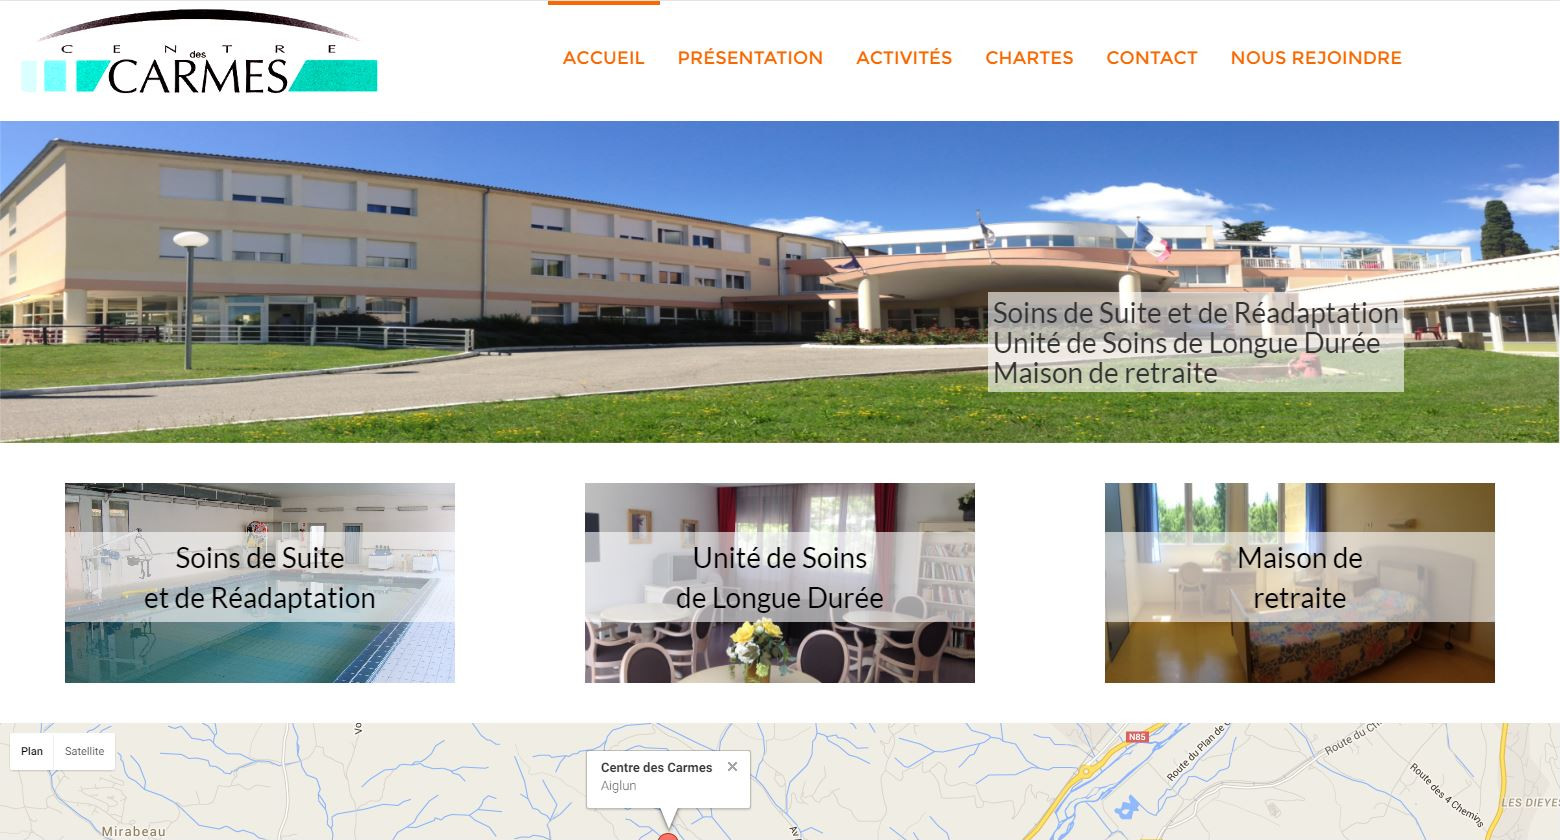 CENTRE
des
CARMES
ACCUEIL PRÉSENTATION ACTIVITÉS CHARTES CONTACT NOUS REJOINDRE
Soins de Suite et de Réadaptation
Unité de Soins de Longue Durée
Maison de retraite
Soins de Suite
et de Réadaptation
Unité de Soins
de Longue Durée
Maison de
retraite
Plan Satellite
Centre des Carmes
Aiglun
Mirabeau
N85
Route du Plan de
Route du
Route des 4 Chemins
LES DIEYES